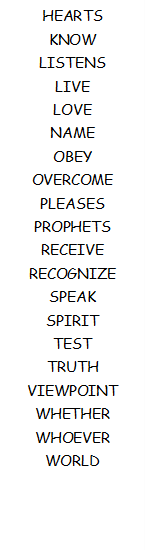 HEARTS
KNOW
LISTENS
LIVE
LOVE
NAME
OBEY
OVERCOME
PLEASES
PROPHETS
RECEIVE
RECOGNIZE
SPEAK
SPIRIT
TEST
TRUTH
VIEWPOINT
WHETHER
WHOEVER
WORLD